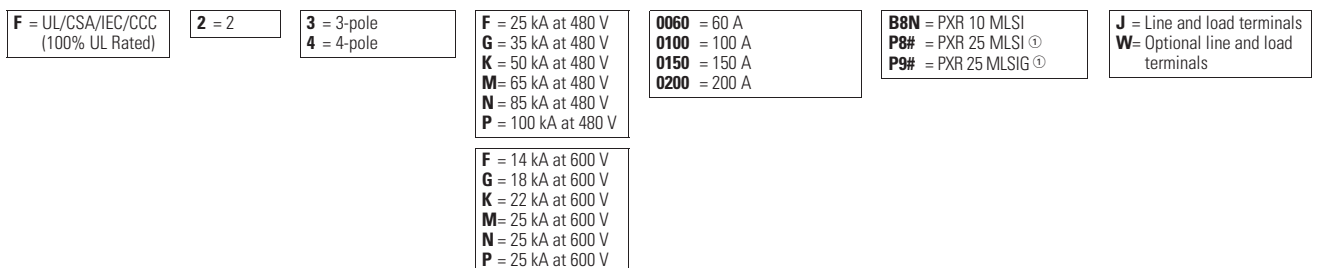 F = UL/CSA/IEC/CCC
(100% UL Rated)
2 = 2
3 = 3-pole
4 = 4-pole
F = 25 kA at 480 V
G = 35 kA at 480 V
K = 50 kA at 480 V
M= 65 kA at 480 V
N = 85 kA at 480 V
P = 100 kA at 480 V
F = 14 kA at 600 V
G = 18 kA at 600 V
K = 22 kA at 600 V
M= 25 kA at 600 V
N = 25 kA at 600 V
P = 25 kA at 600 V
0060 = 60 A
0100 = 100 A
0150 = 150 A
0200 = 200 A
B8N = PXR 10 MLSI
P8# = PXR 25 MLSI ①
P9# = PXR 25 MLSIG ①
J = Line and load terminals
W= Optional line and load
terminals